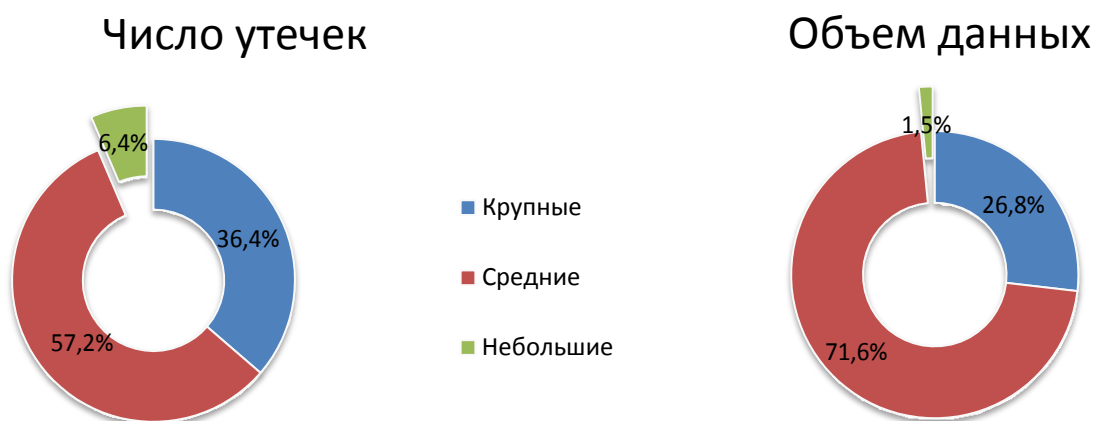 Число утечек
6,4%
36,4%
57,2%
Крупные
Средние
Небольшие
Объем данных
1,5%
26,8%
71,6%